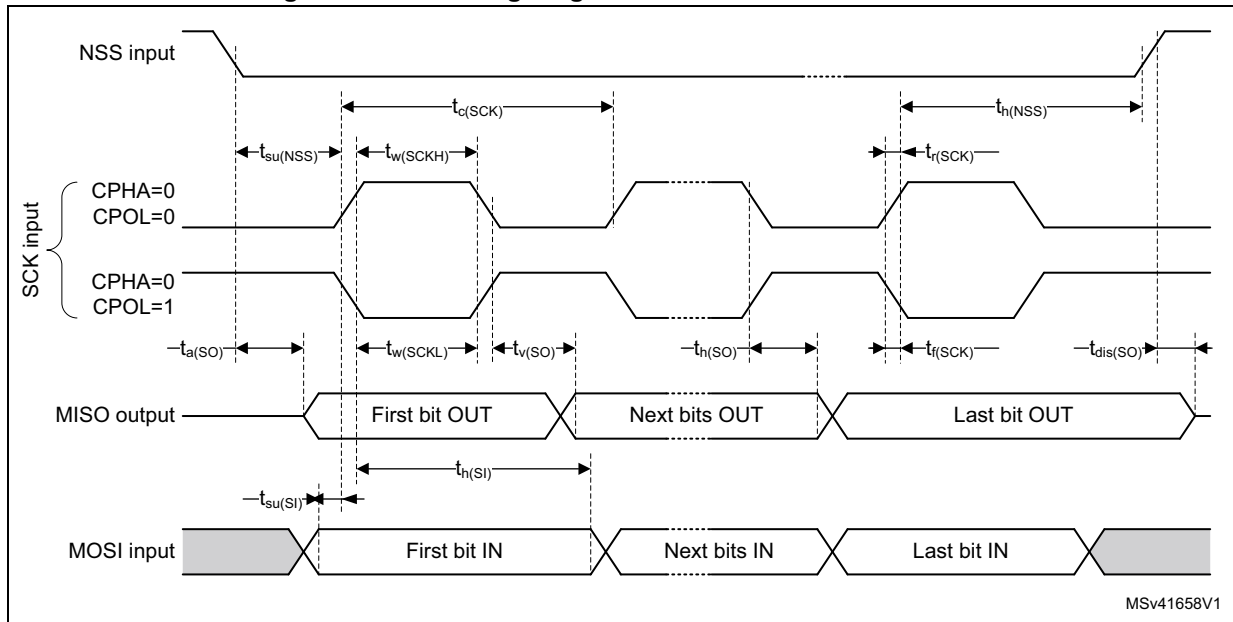 NSS input
tc(SCK)
th(NSS)
tsu(NSS)
tw(SCKH)
tr(SCK)
SCK input
CPHA=0
CPOL=0
CPHA=0
CPOL=1
ta(SO)
tw(SCKL)
tv(SO)
th(SO)
tf(SCK)
tdis(SO)
MISO output
First bit OUT
Next bits OUT
Last bit OUT
th(SI)
tsu(SI)
MOSI input
First bit IN
Next bits IN
Last bit IN
MSv41658V1